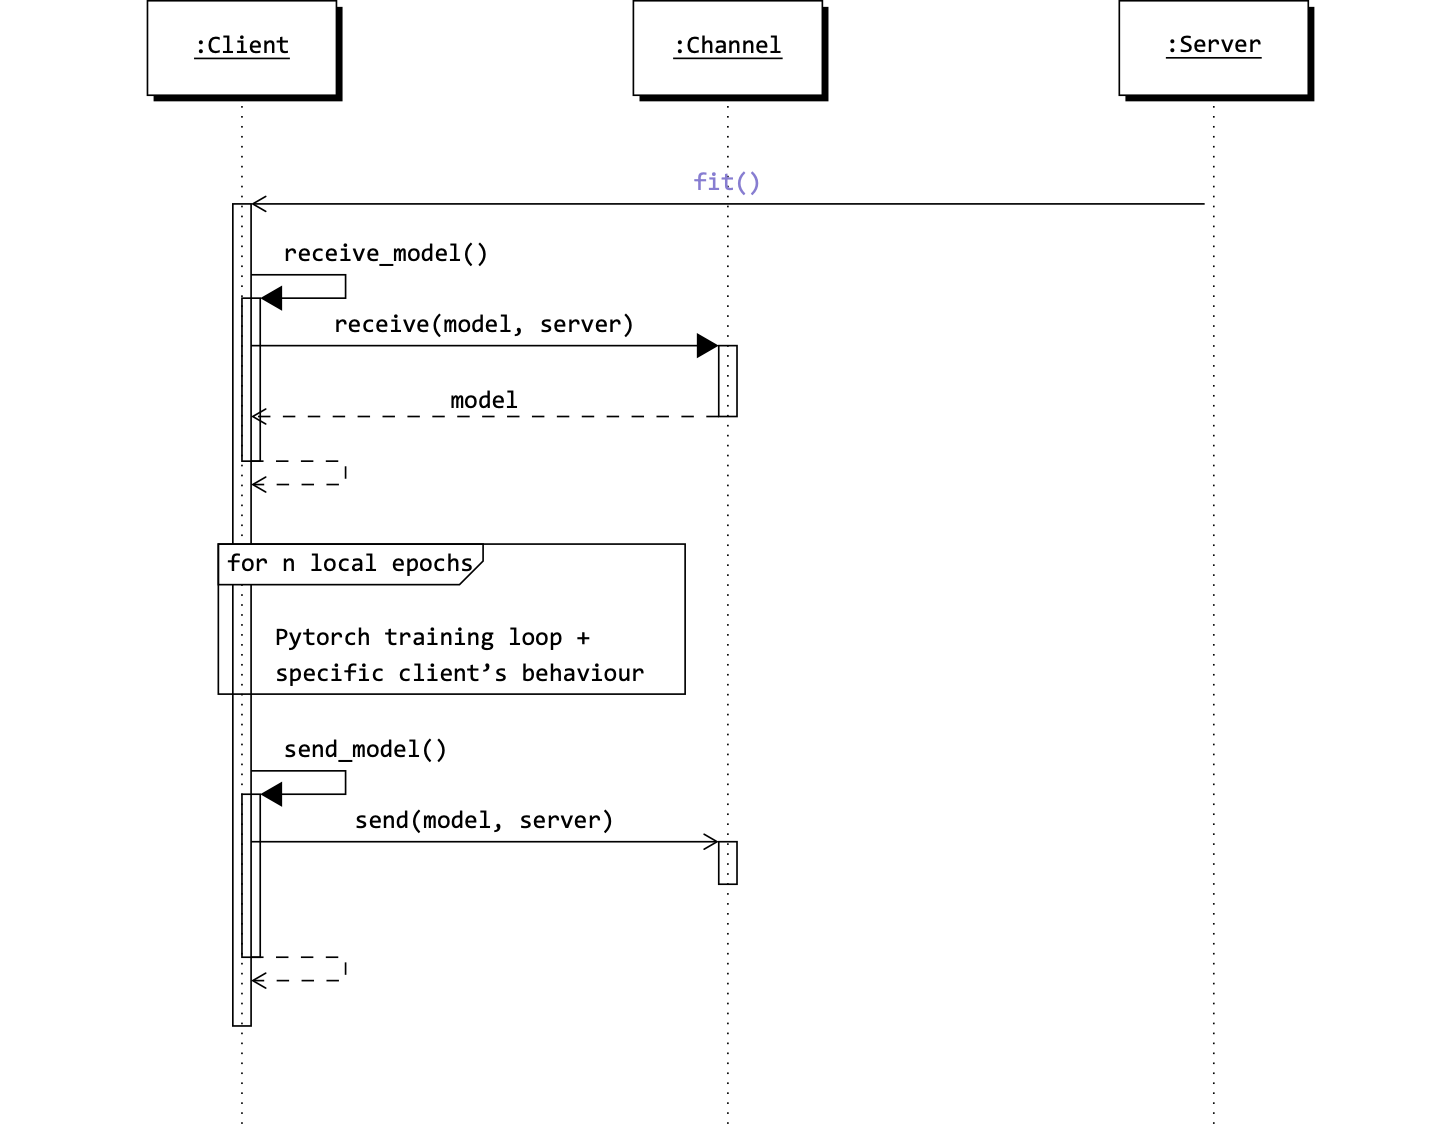 :Client
:Channel
:Server
fit()
receive_model()
receive(model, server)
model
for n local epochs
Pytorch training loop +
specific client’s behaviour
send_model()
send(model, server)